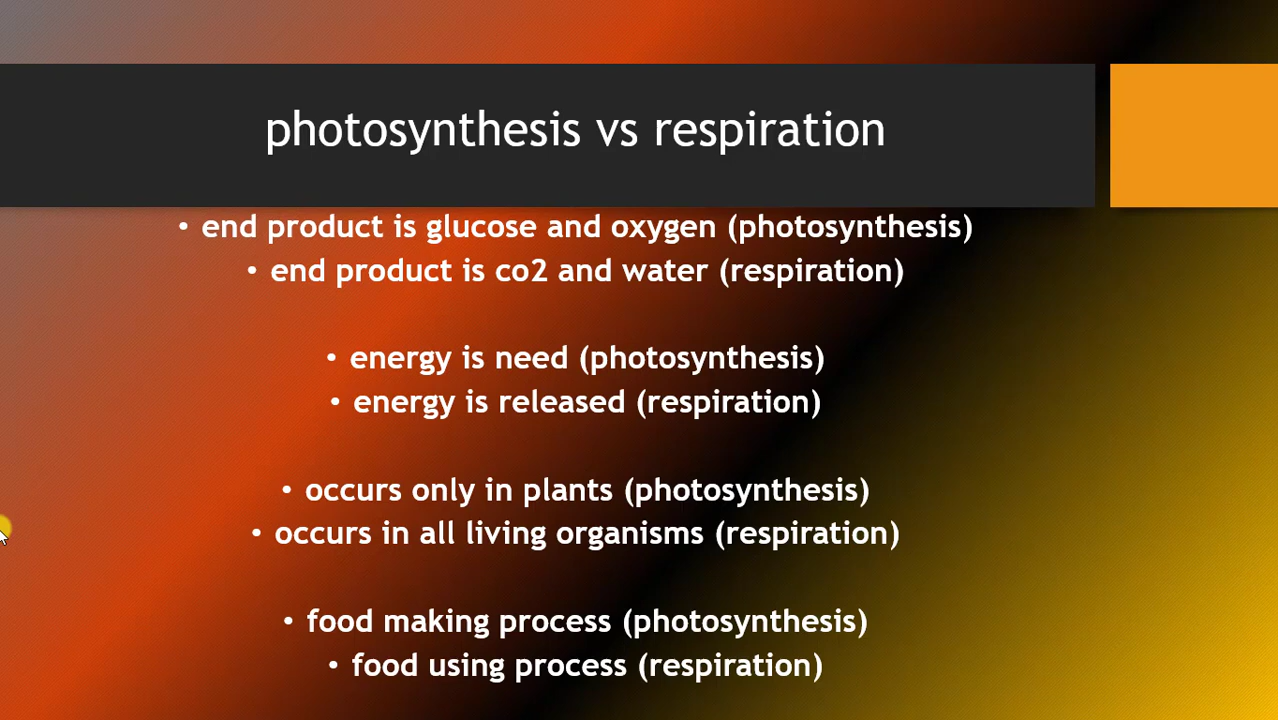 photosynthesis vs respiration
• end product is glucose and oxygen (photosynthesis)
• end product is co2 and water (respiration)
• energy is need (photosynthesis)
• energy is released (respiration)
• occurs only in plants (photosynthesis)
• occurs in all living organisms (respiration)
• food making process (photosynthesis)
• food using process (respiration)